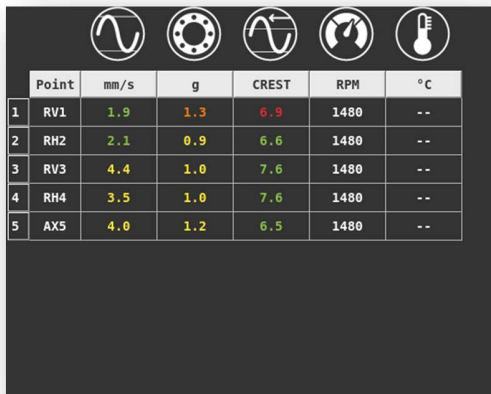 Point mm/s g CREST RPM °C
1 RV1 1.9 1.3 6.9 1480 --
2 RH2 2.1 0.9 6.6 1480 --
3 RV3 4.4 1.0 7.6 1480 --
4 RH4 3.5 1.0 7.6 1480 --
5 AX5 4.0 1.2 6.5 1480 --